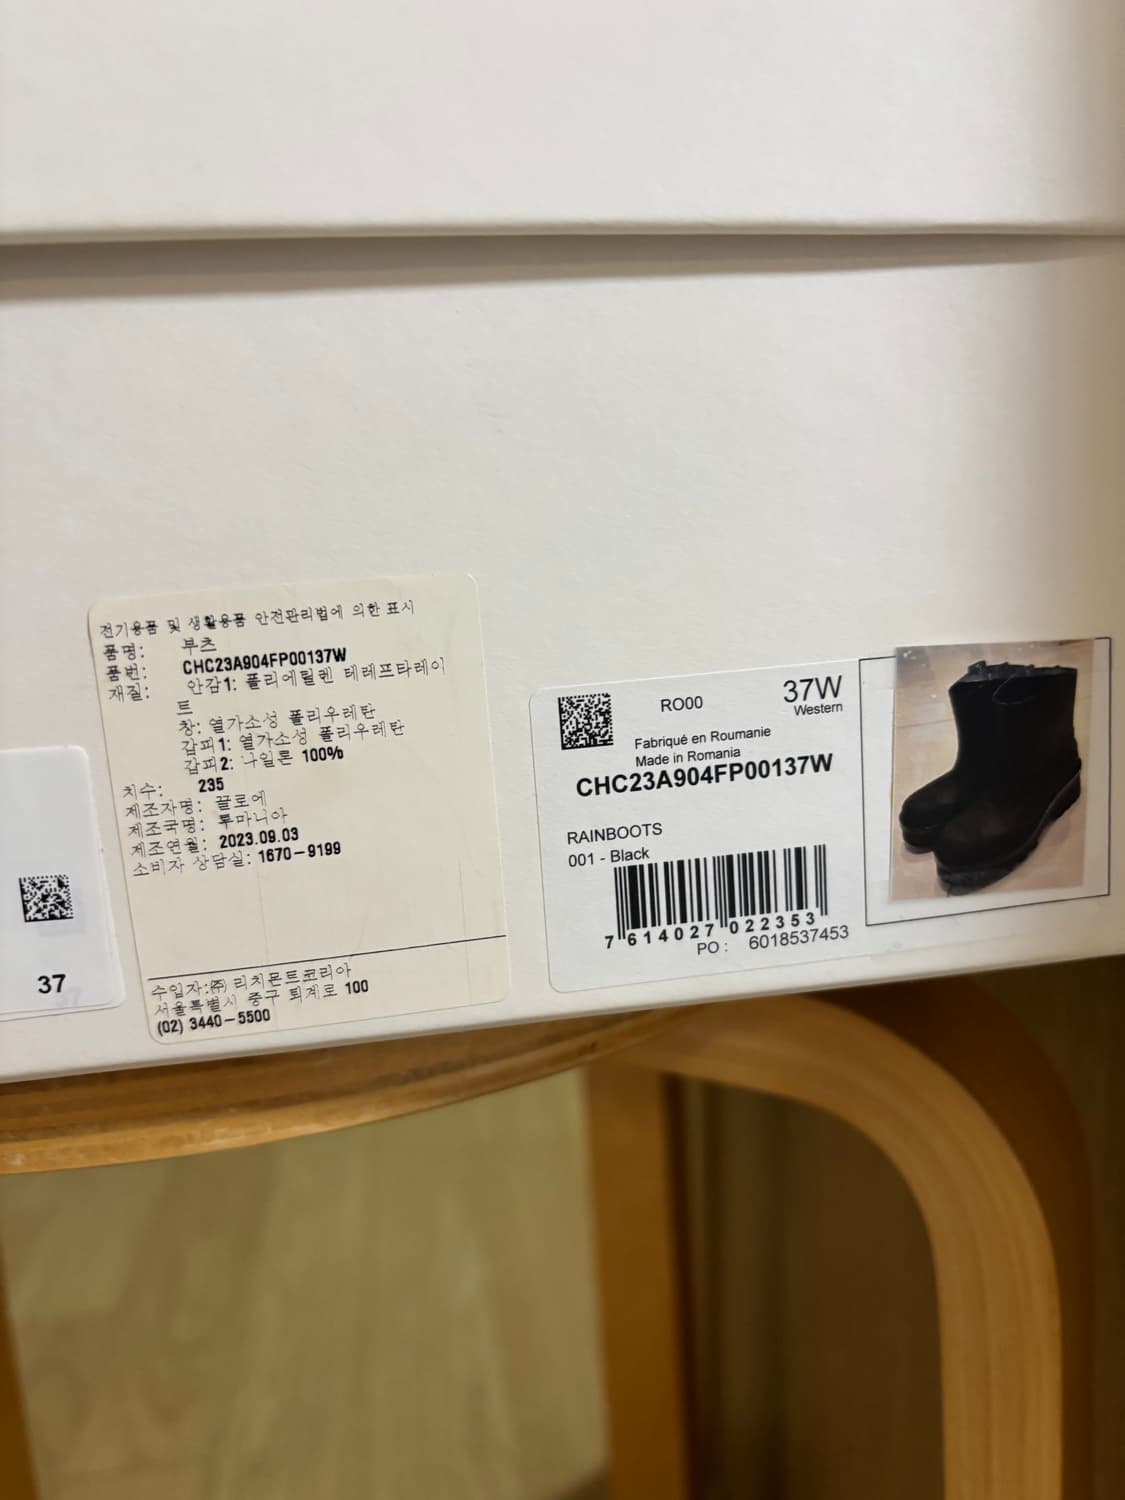 전기용품 및 생활용품 안전관리법에 의한 표시
품명: 부츠
품번: CHC23A904FP00137W
재질: 안감1: 폴리에틸렌 테레프타레이
트
창: 열가소성 폴리우레탄
갑피1: 열가소성 폴리우레탄
갑피2: 나일론 100%
치수: 235
제조자명: 끌로에
제조국명: 루마니아
제조연월: 2023.09.03
소비자 상담실: 1670-9199
수입자:㈜ 리치몬트코리아
서울특별시 중구 퇴계로 100
(02) 3440-5500
37
RO00
37W
Western
Fabriqué en Roumanie
Made in Romania
CHC23A904FP00137W
RAINBOOTS
001 - Black
7 614027 022353
PO : 6018537453